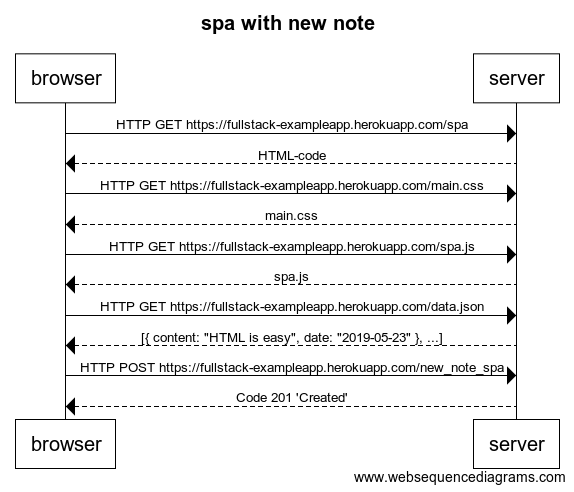 spa with new note
browser server
HTTP GET https://fullstack-exampleapp.herokuapp.com/spa
HTML-code
HTTP GET https://fullstack-exampleapp.herokuapp.com/main.css
main.css
HTTP GET https://fullstack-exampleapp.herokuapp.com/spa.js
spa.js
HTTP GET https://fullstack-exampleapp.herokuapp.com/data.json
[{ content: "HTML is easy", date: "2019-05-23" }, ...]
HTTP POST https://fullstack-exampleapp.herokuapp.com/new_note_spa
Code 201 'Created'
browser server
www.websequencediagrams.com